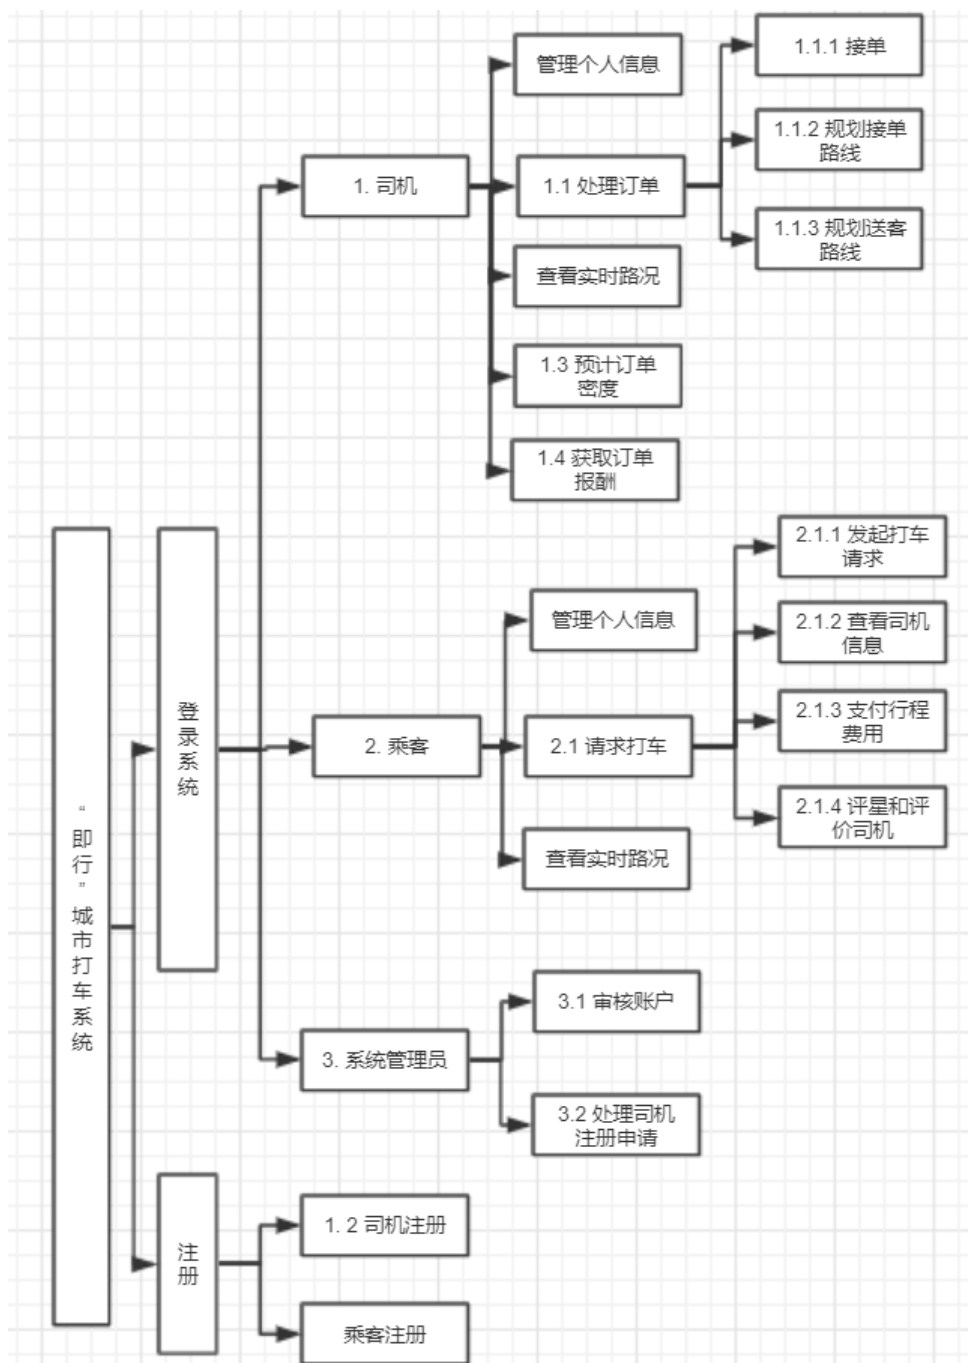 “即行”城市打车系统
登录系统
1. 司机
管理个人信息
1.1 处理订单
1.1.1 接单
1.1.2 规划接单
路线
1.1.3 规划送客
路线
查看实时路况
1.3 预计订单
密度
1.4 获取订单
报酬
2. 乘客
管理个人信息
2.1 请求打车
2.1.1 发起打车
请求
2.1.2 查看司机
信息
2.1.3 支付行程
费用
2.1.4 评星和评
价司机
查看实时路况
3. 系统管理员
3.1 审核账户
3.2 处理司机
注册申请
注册
1. 2 司机注册
乘客注册